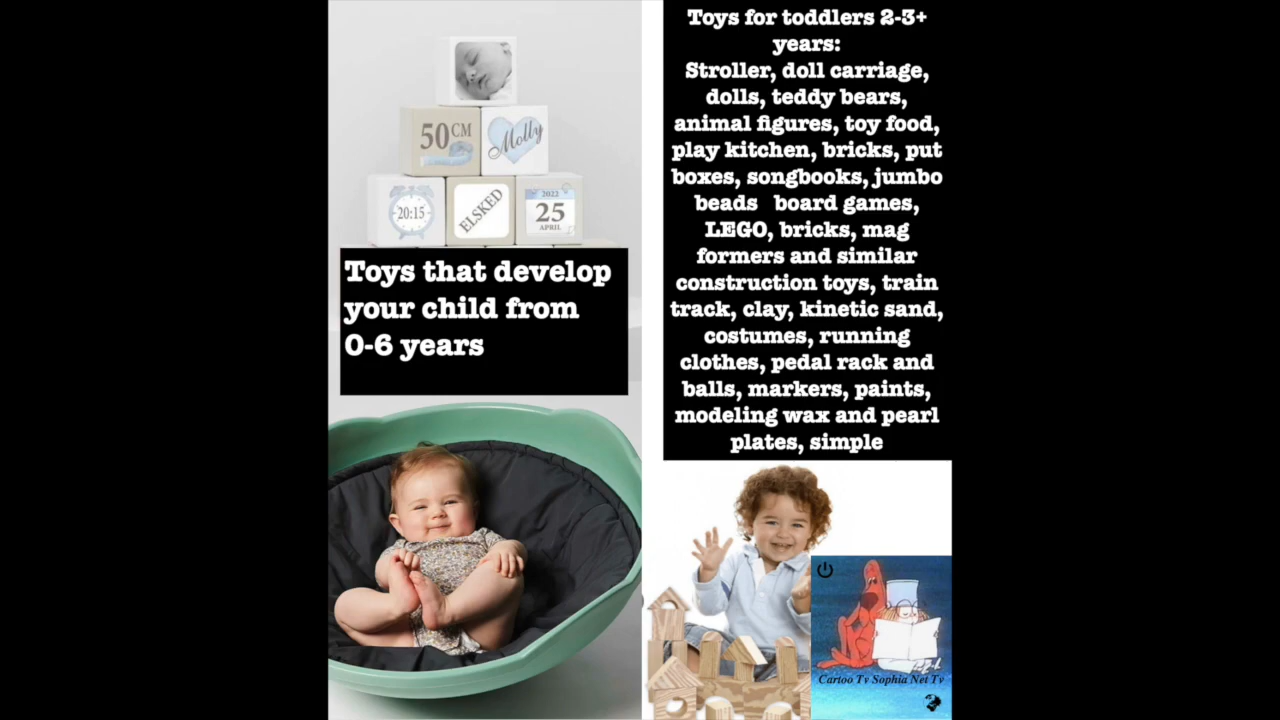 50CM
Molly
20:15
ELSKED
2022
25
APRIL
Toys that develop
your child from
0-6 years
Toys for toddlers 2-3+
years:
Stroller, doll carriage,
dolls, teddy bears,
animal figures, toy food,
play kitchen, bricks, put
boxes, songbooks, jumbo
beads board games,
LEGO, bricks, mag
formers and similar
construction toys, train
track, clay, kinetic sand,
costumes, running
clothes, pedal rack and
balls, markers, paints,
modeling wax and pearl
plates, simple
Cartoo Tv Sophia Net Tv